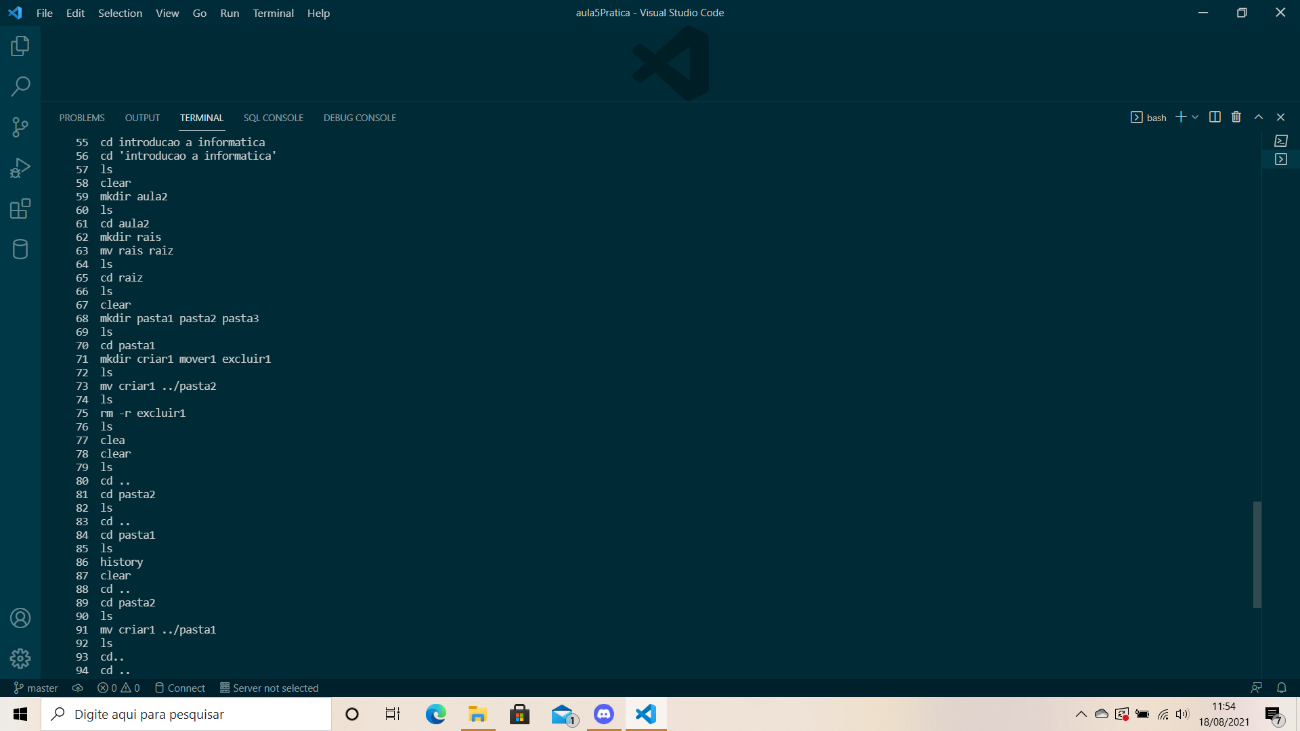 File Edit Selection View Go Run Terminal Help aula5Pratica - Visual Studio Code
PROBLEMS OUTPUT TERMINAL SQL CONSOLE DEBUG CONSOLE bash
55 cd introducao a informatica
56 cd 'introducao a informatica'
57 ls
58 clear
59 mkdir aula2
60 ls
61 cd aula2
62 mkdir rais
63 mv rais raiz
64 ls
65 cd raiz
66 ls
67 clear
68 mkdir pasta1 pasta2 pasta3
69 ls
70 cd pasta1
71 mkdir criar1 mover1 excluir1
72 ls
73 mv criar1 ../pasta2
74 ls
75 rm -r excluir1
76 ls
77 clea
78 clear
79 ls
80 cd ..
81 cd pasta2
82 ls
83 cd ..
84 cd pasta1
85 ls
86 history
87 clear
88 cd ..
89 cd pasta2
90 ls
91 mv criar1 ../pasta1
92 ls
93 cd..
94 cd ..
master 0 0 Connect Server not selected
Digite aqui para pesquisar 1 11:54
18/08/2021 7